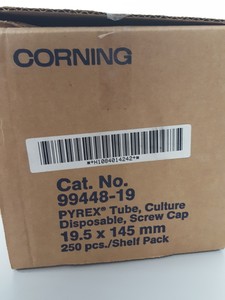 CORNING
*H1004014242*
Cat. No.
99448-19
PYREX® Tube, Culture
Disposable, Screw Cap
19.5 x 145 mm
250 pcs./Shelf Pack